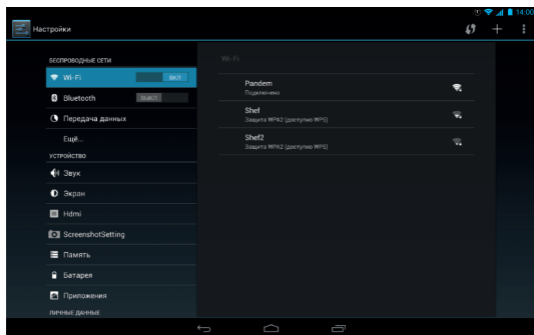 14:00
Настройки
БЕСПРОВОДНЫЕ СЕТИ
Wi-Fi
ВКЛ
Bluetooth
ВЫКЛ
Передача данных
Ещё...
УСТРОЙСТВО
Звук
Экран
Hdmi
ScreenshotSetting
Память
Батарея
Приложения
ЛИЧНЫЕ ДАННЫЕ
Wi-Fi
Pandem
Подключено
Shef
Защита WPA2 (доступно WPS)
Shef2
Защита WPA2 (доступно WPS)